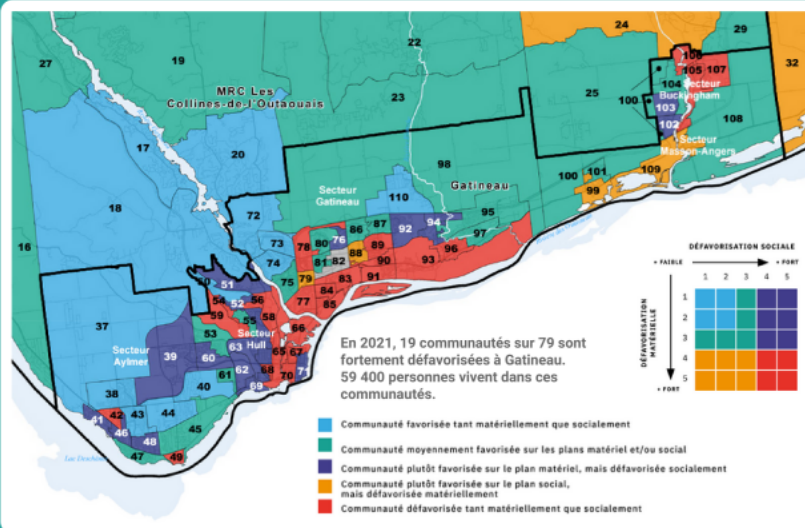 24
29
27
19
22
32
MRC Les
Collines-de-l'Outaouais
23
25
106
105
107
104
Secteur
Buckingham
100
103
102
108
Secteur
Masson-Angers
17
20
18
98
Secteur
Gatineau
Gatineau
110
100
101
99
109
16
72
73
74
78
80
76
86
87
92
94
95
97
96
81
82
88
89
90
93
75
79
83
91
77
84
85
51
54
52
56
59
55
58
66
53
Secteur
Hull
63
65
67
37
Secteur
Aylmer
39
60
61
62
68
70
71
69
38
40
41
42
43
44
45
46
48
47
49
En 2021, 19 communautés sur 79 sont
fortement défavorisées à Gatineau.
59 400 personnes vivent dans ces
communautés.
DÉFAVORISATION SOCIALE
+ FAIBLE
+ FORT
1 2 3 4 5
DÉFAVORISATION
MATÉRIELLE
1
2
3
4
5
+ FORT
Communauté favorisée tant matériellement que socialement
Communauté moyennement favorisée sur les plans matériel et/ou social
Communauté plutôt favorisée sur le plan matériel, mais défavorisée socialement
Communauté plutôt favorisée sur le plan social,
mais défavorisée matériellement
Communauté défavorisée tant matériellement que socialement